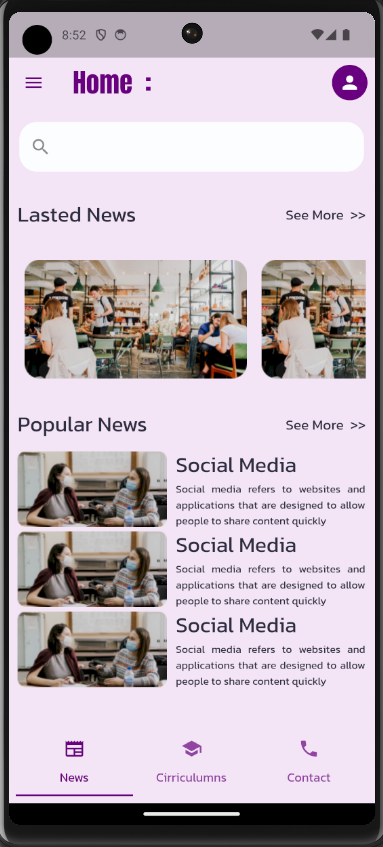 8:52
Home :
Lasted News
See More >>
Popular News
See More >>
Social Media
Social media refers to websites and
applications that are designed to allow
people to share content quickly
Social Media
Social media refers to websites and
applications that are designed to allow
people to share content quickly
Social Media
Social media refers to websites and
applications that are designed to allow
people to share content quickly
News
Cirriculumns
Contact